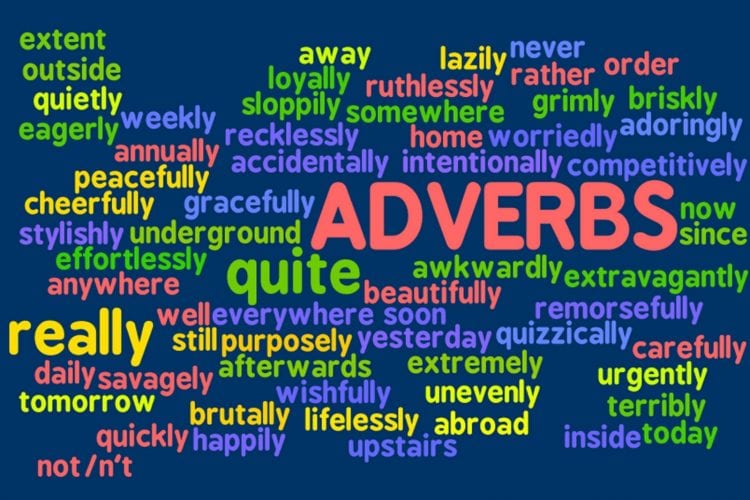 extent away lazily never
outside loyally ruthlessly rather order
quietly sloppily somewhere grimly briskly
eagerly weekly recklessly home worriedly adoringly
annually accidentally intentionally competitively
peacefully
cheerfully gracefully ADVERBS now
stylishly underground since
effortlessly quite awkwardly extravagantly
anywhere beautifully
really well everywhere soon remorsefully
still purposely yesterday quizzically carefully
daily savagely afterwards extremely urgently
tomorrow wishfully unevenly terribly
brutally lifelessly abroad
quickly happily upstairs inside today
not/n't